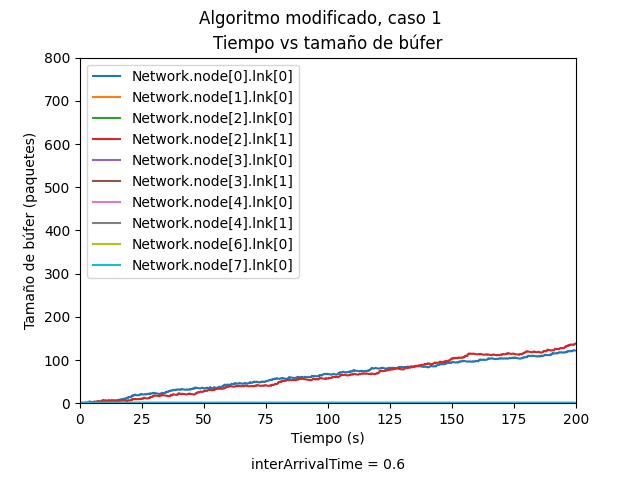 Algoritmo modificado, caso 1
Tiempo vs tamaño de búfer
800
700
600
500
400
300
200
100
0
Tamaño de búfer (paquetes)
Network.node[0].lnk[0]
Network.node[1].lnk[0]
Network.node[2].lnk[0]
Network.node[2].lnk[1]
Network.node[3].lnk[0]
Network.node[3].lnk[1]
Network.node[4].lnk[0]
Network.node[4].lnk[1]
Network.node[6].lnk[0]
Network.node[7].lnk[0]
0 25 50 75 100 125 150 175 200
Tiempo (s)
interArrivalTime = 0.6